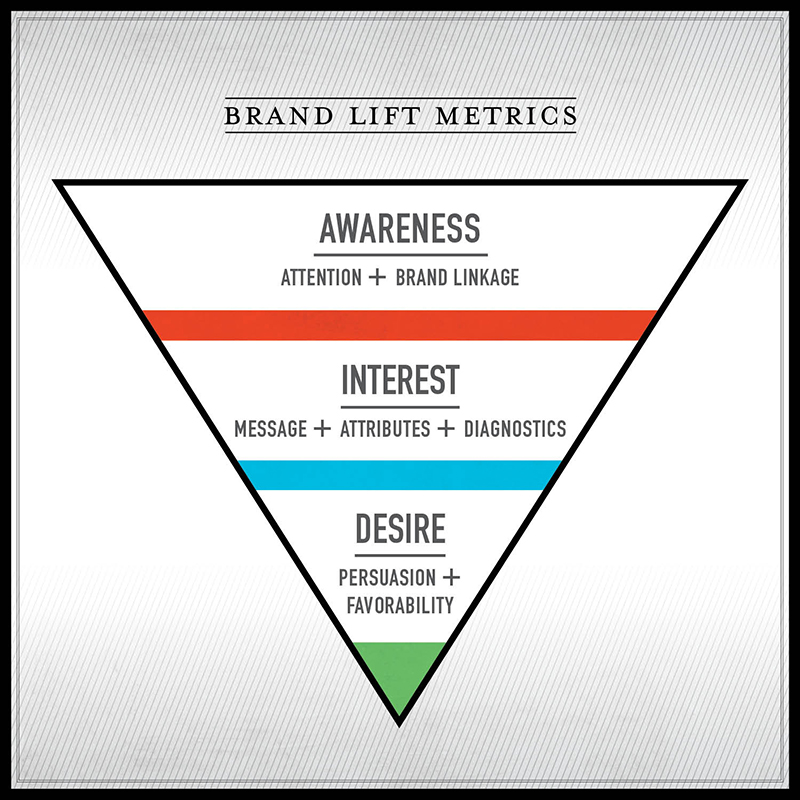 BRAND LIFT METRICS
AWARENESS
ATTENTION + BRAND LINKAGE
INTEREST
MESSAGE + ATTRIBUTES + DIAGNOSTICS
DESIRE
PERSUASION +
FAVORABILITY